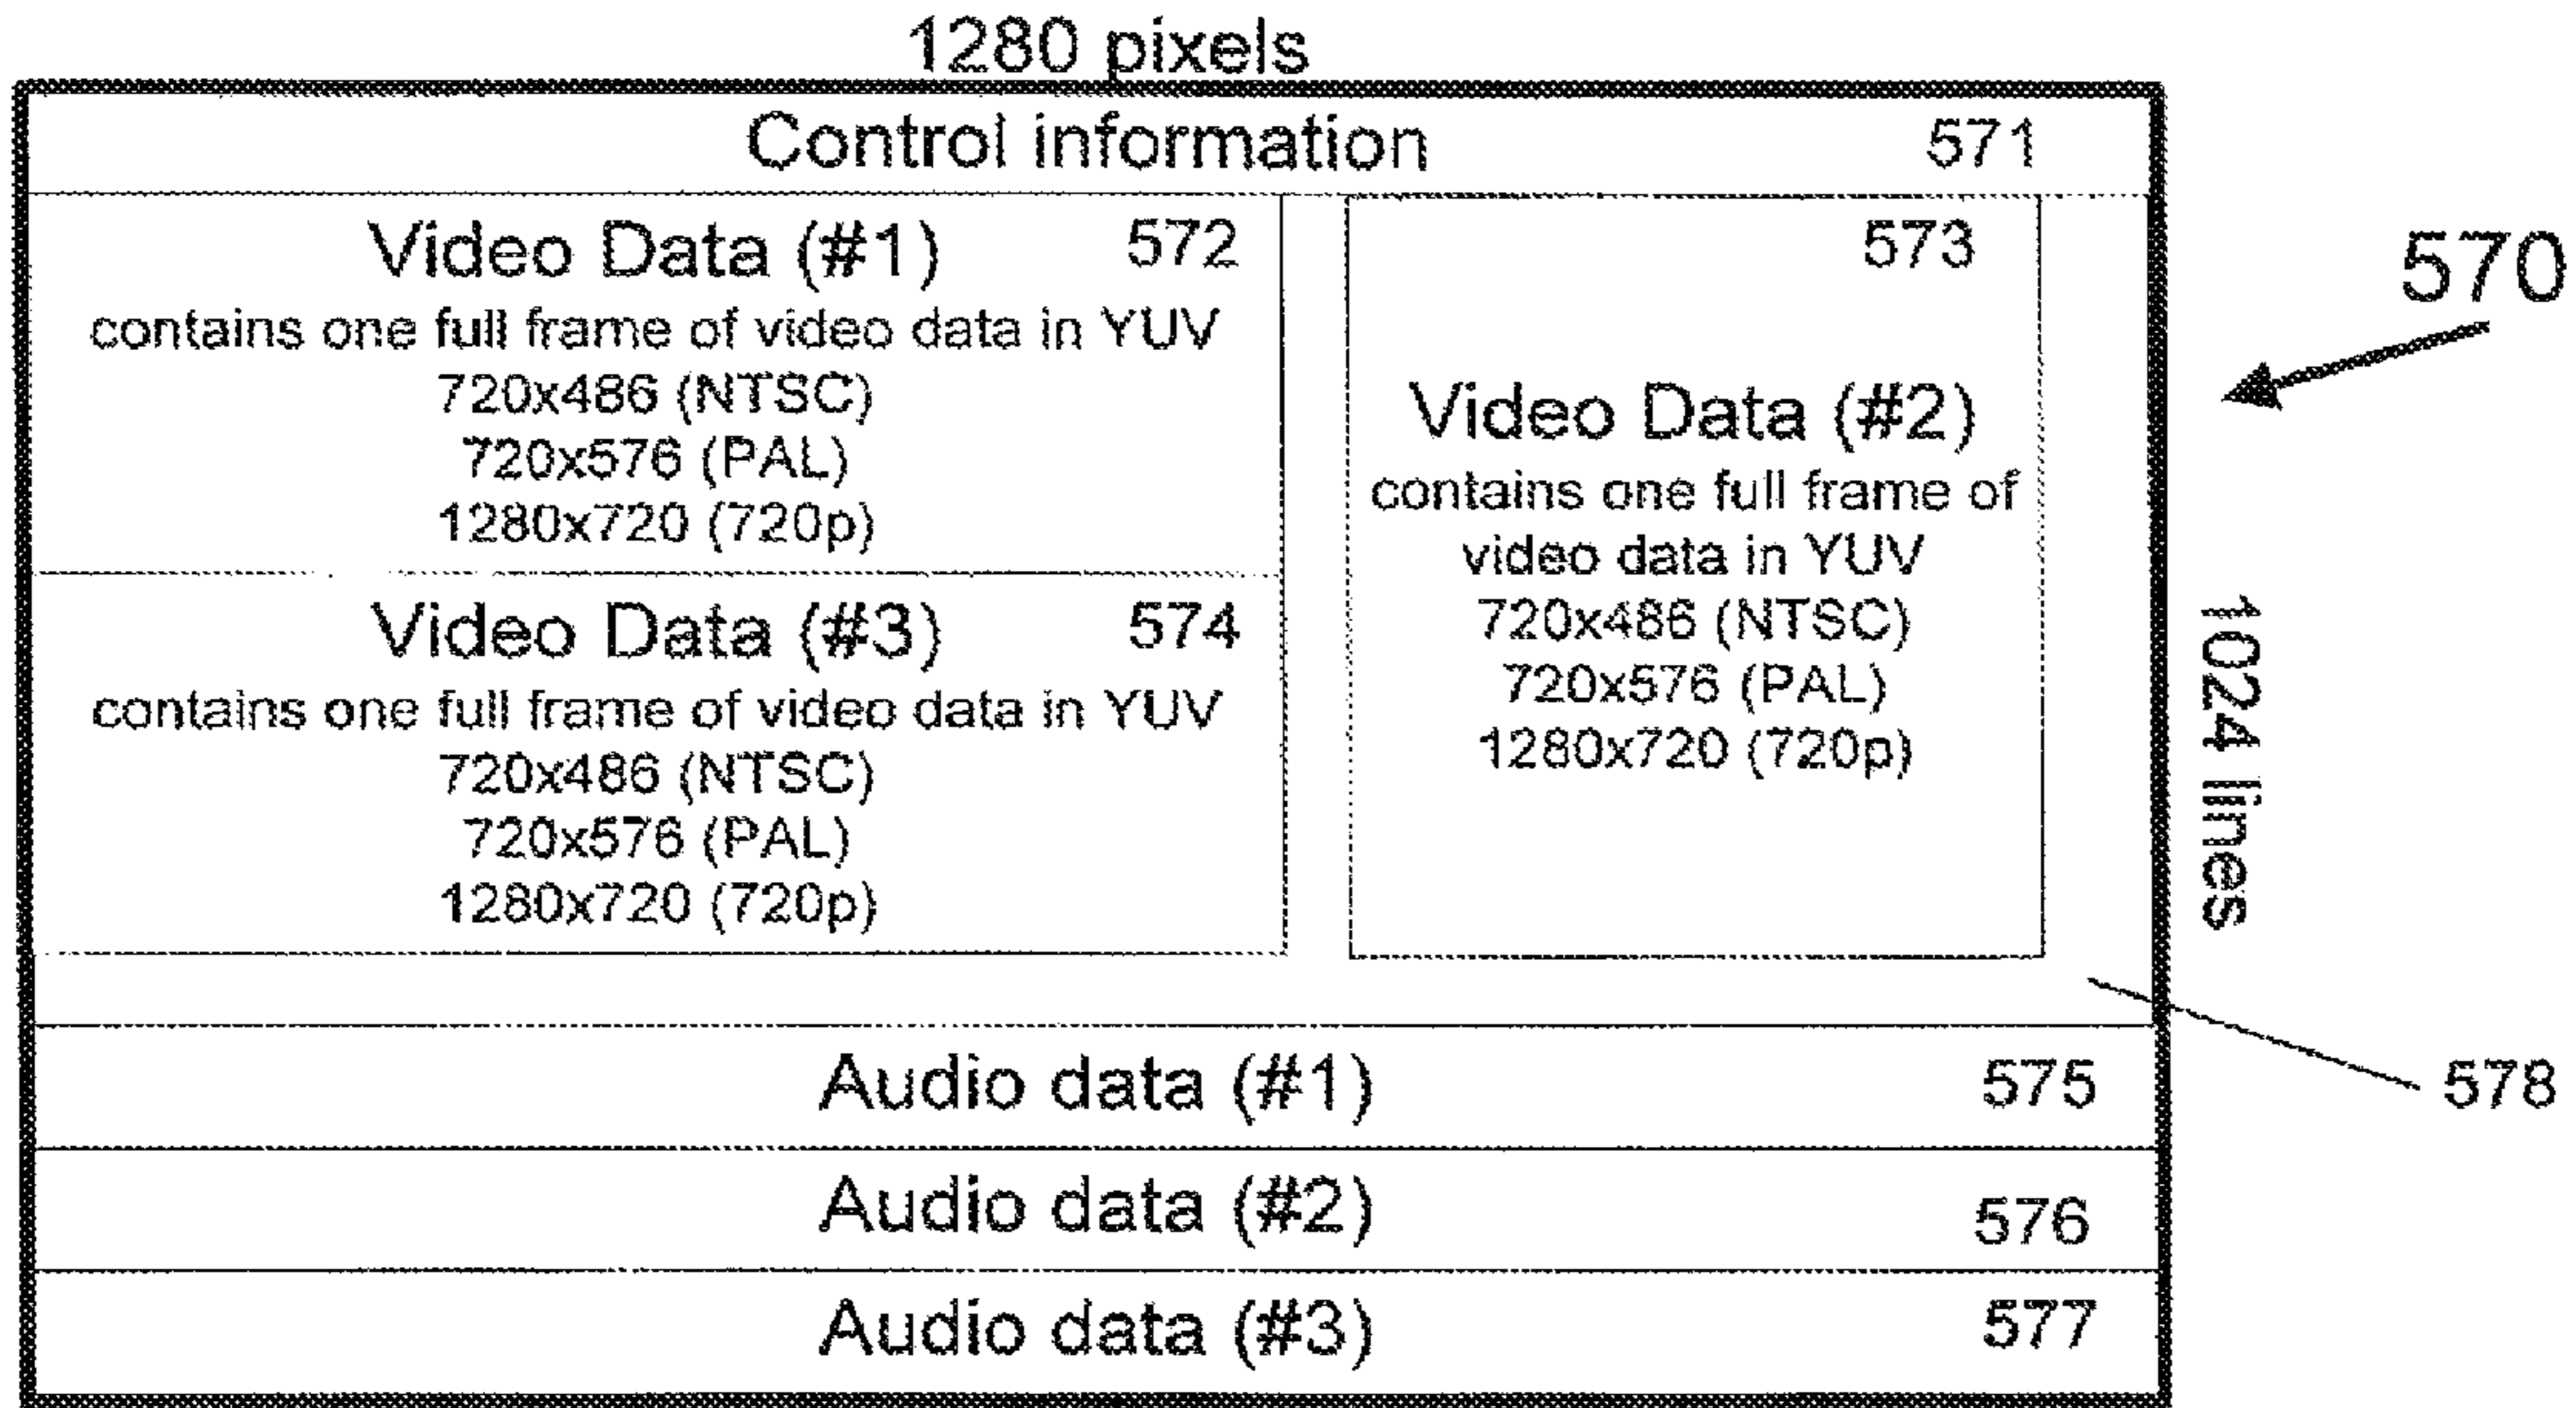 1280 pixels
Control information 571
Video Data (#1) 572
contains one full frame of video data in YUV
720x486 (NTSC)
720x576 (PAL)
1280x720 (720p)
573
Video Data (#2)
contains one full frame of
video data in YUV
720x486 (NTSC)
720x576 (PAL)
1280x720 (720p)
Video Data (#3) 574
contains one full frame of video data in YUV
720x486 (NTSC)
720x576 (PAL)
1280x720 (720p)
570
1024 lines
Audio data (#1) 575
578
Audio data (#2) 576
Audio data (#3) 577